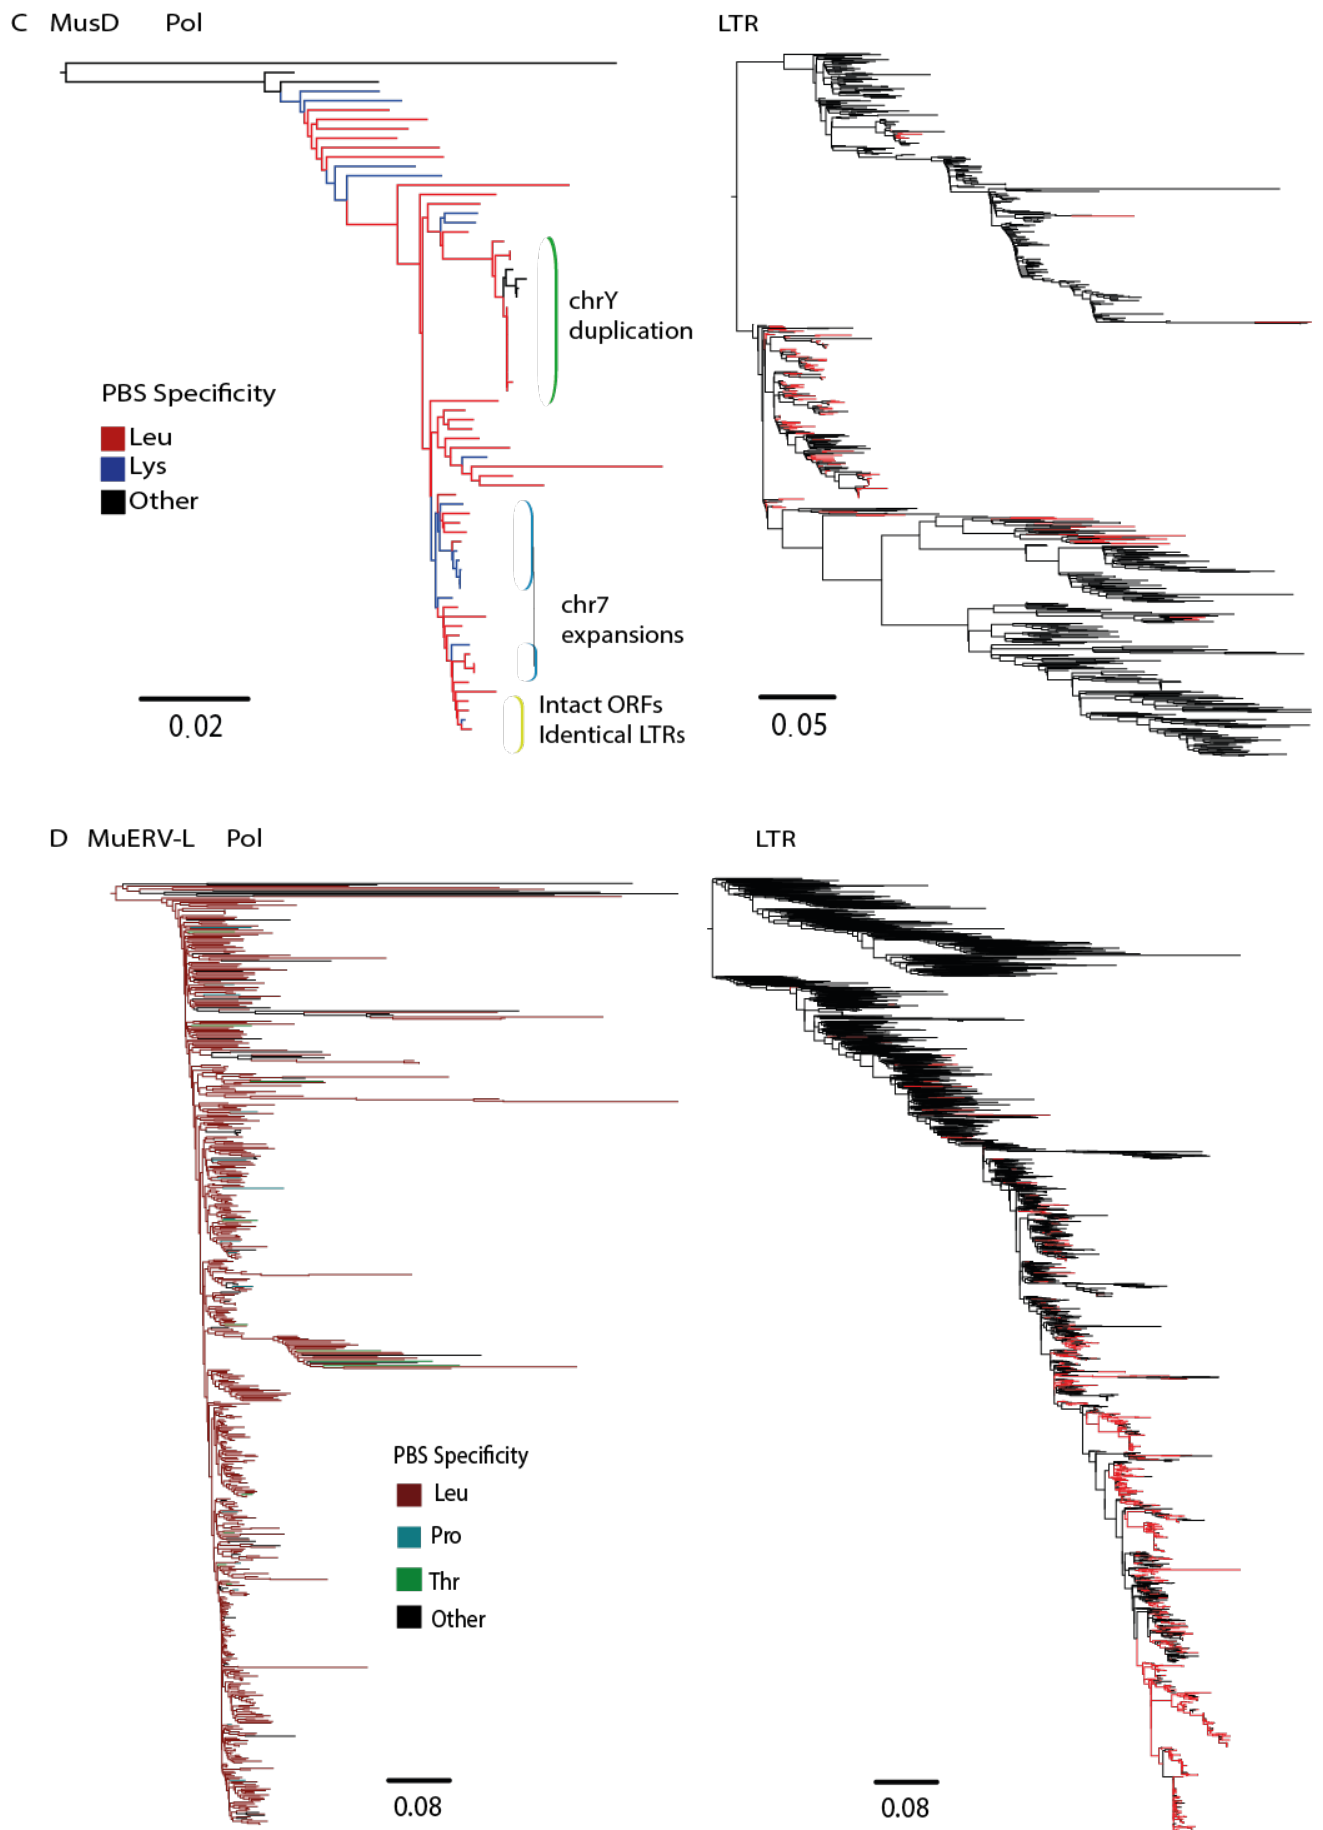 C MusD Pol LTR
chrY
duplication
PBS Specificity
Leu
Lys
Other
chr7
expansions
Intact ORFs
Identical LTRs
0.02
0.05
D MuERV-L Pol LTR
PBS Specificity
Leu
Pro
Thr
Other
0.08
0.08